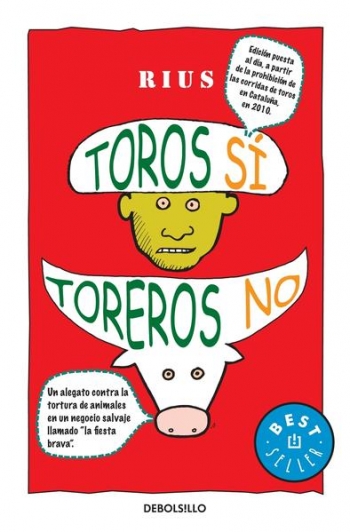 RIUS
Edición puesta
al día, a partir
de la prohibición de
las corridas de toros
en Cataluña,
en 2010.
TOROS SÍ
TOREROS NO
Un alegato contra la
tortura de animales
en un negocio salvaje
llamado "la fiesta
brava".
BEST
SELLER
DEBOLS!LLO